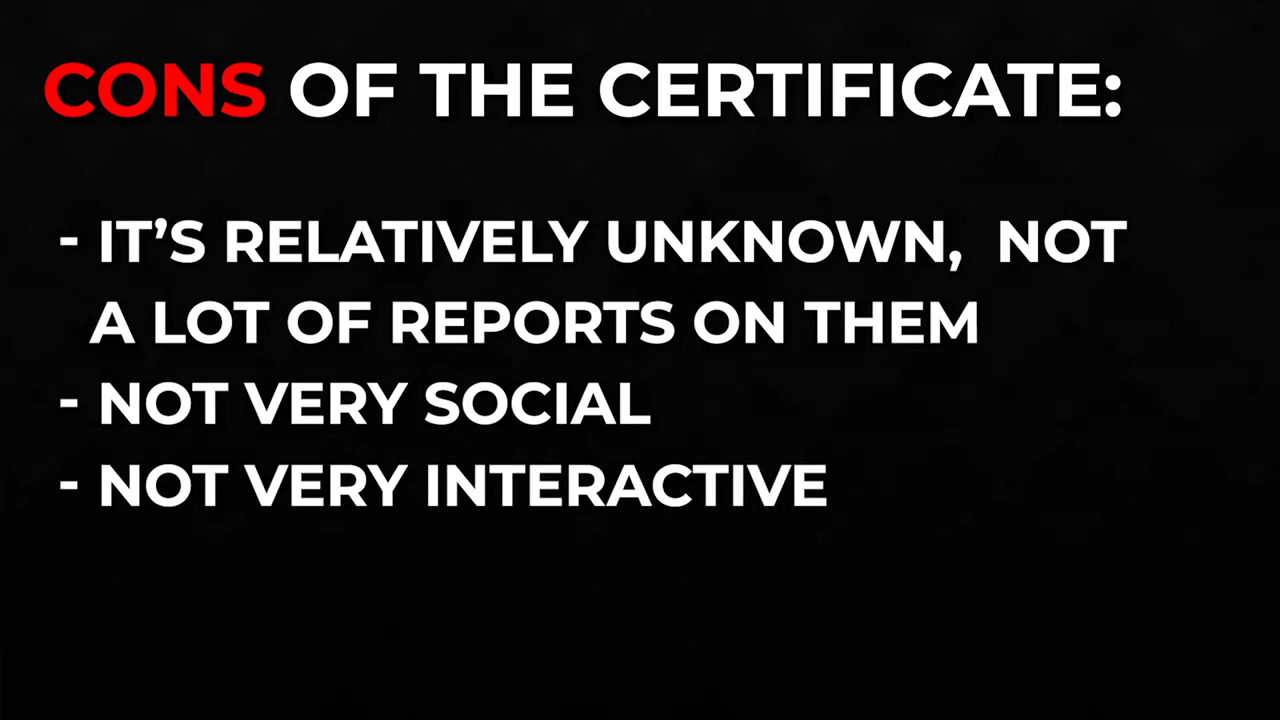 CONS OF THE CERTIFICATE:
- IT’S RELATIVELY UNKNOWN, NOT
A LOT OF REPORTS ON THEM
- NOT VERY SOCIAL
- NOT VERY INTERACTIVE